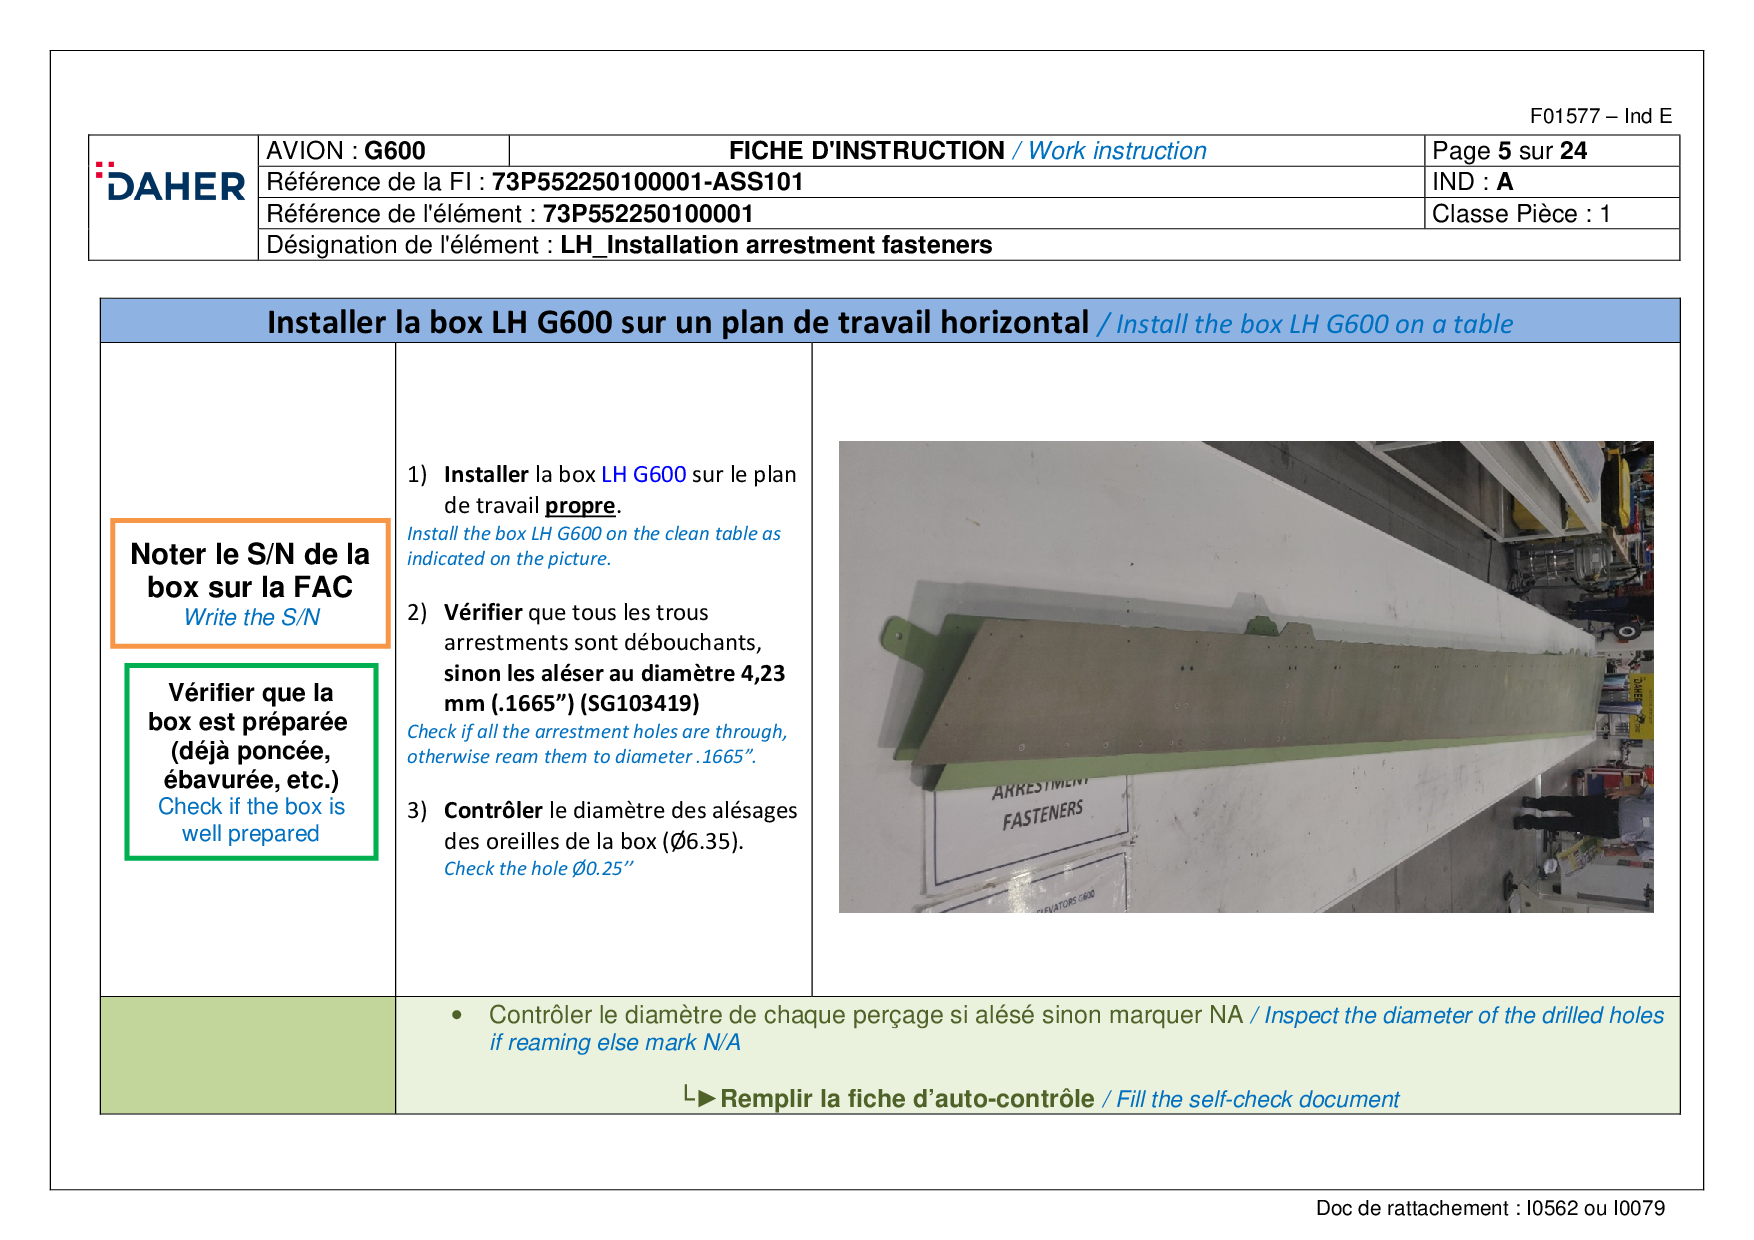 F01577 – Ind E
DAHER
AVION : G600
FICHE D'INSTRUCTION / Work instruction
Page 5 sur 24
Référence de la FI : 73P552250100001-ASS101
IND : A
Référence de l'élément : 73P552250100001
Classe Pièce : 1
Désignation de l'élément : LH_Installation arrestment fasteners
Installer la box LH G600 sur un plan de travail horizontal / Install the box LH G600 on a table
Noter le S/N de la
box sur la FAC
Write the S/N
Vérifier que la
box est préparée
(déjà poncée,
ébavurée, etc.)
Check if the box is
well prepared
1) Installer la box LH G600 sur le plan
de travail propre.
Install the box LH G600 on the clean table as
indicated on the picture.
2) Vérifier que tous les trous
arrestments sont débouchants,
sinon les aléser au diamètre 4,23
mm (.1665”) (SG103419)
Check if all the arrestment holes are through,
otherwise ream them to diameter .1665”.
3) Contrôler le diamètre des alésages
des oreilles de la box (Ø6.35).
Check the hole Ø0.25’’
ARRESTMENT
FASTENERS
ELEVATORS G600
DAHER
• Contrôler le diamètre de chaque perçage si alésé sinon marquer NA / Inspect the diameter of the drilled holes
if reaming else mark N/A
└►Remplir la fiche d’auto-contrôle / Fill the self-check document
Doc de rattachement : I0562 ou I0079